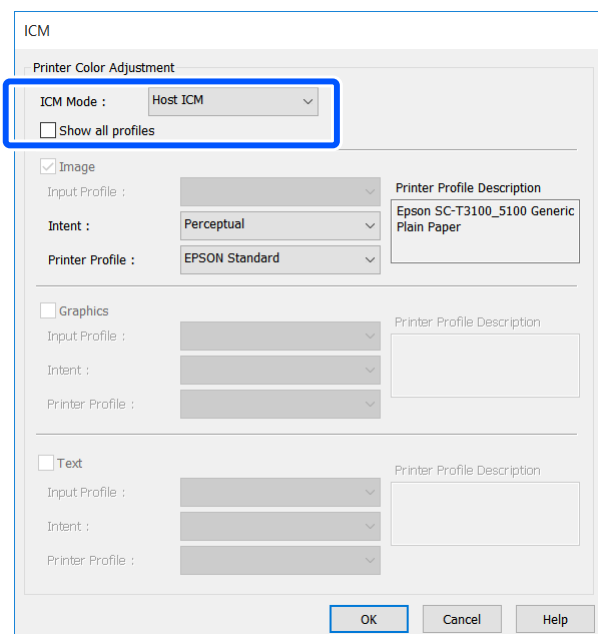 ICM
Printer Color Adjustment
ICM Mode : Host ICM
Show all profiles
Image
Input Profile :
Printer Profile Description
Intent : Perceptual
Epson SC-T3100_5100 Generic
Plain Paper
Printer Profile : EPSON Standard
Graphics
Printer Profile Description
Input Profile :
Intent :
Printer Profile :
Text
Printer Profile Description
Input Profile :
Intent :
Printer Profile :
OK Cancel Help